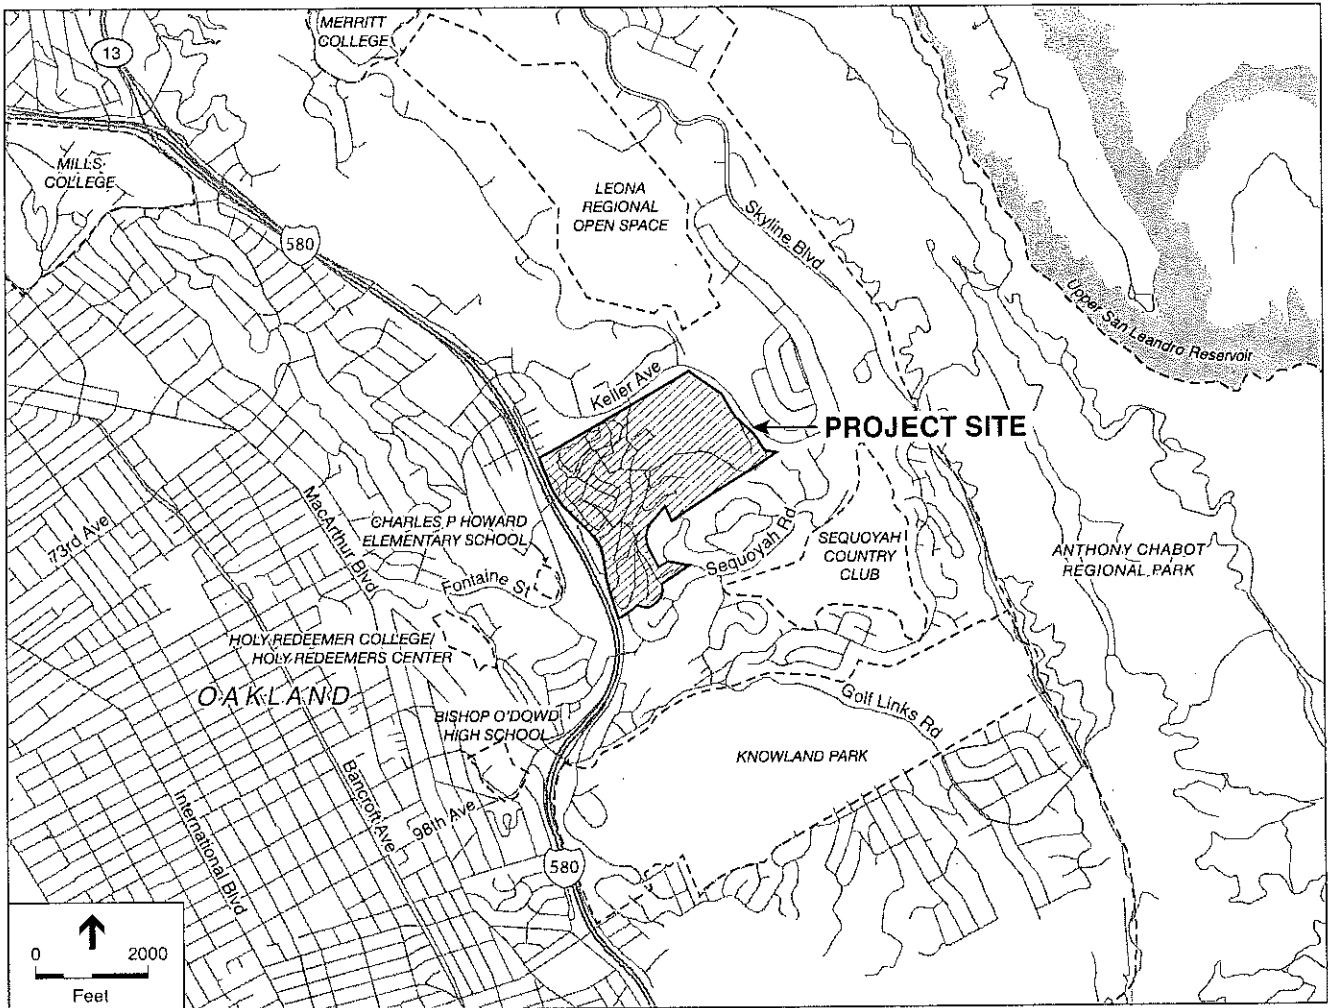 MERRITT
COLLEGE
13
MILLS
COLLEGE
LEONA
REGIONAL
OPEN SPACE
580
Skyline Blvd
Upper San Leandro Reservoir
Keller Ave
PROJECT SITE
73rd Ave
MacArthur Blvd
CHARLES P HOWARD
ELEMENTARY SCHOOL
Fontaine St
Sequoyah Rd
SEQUOYAH
COUNTRY
CLUB
ANTHONY CHABOT
REGIONAL PARK
HOLY REDEEMER COLLEGE/
HOLY REDEEMERS CENTER
OAKLAND
BISHOP O'DOWD
HIGH SCHOOL
Golf Links Rd
KNOWLAND PARK
International Blvd
Bancroft Ave
98th Ave
580
0 2000
Feet